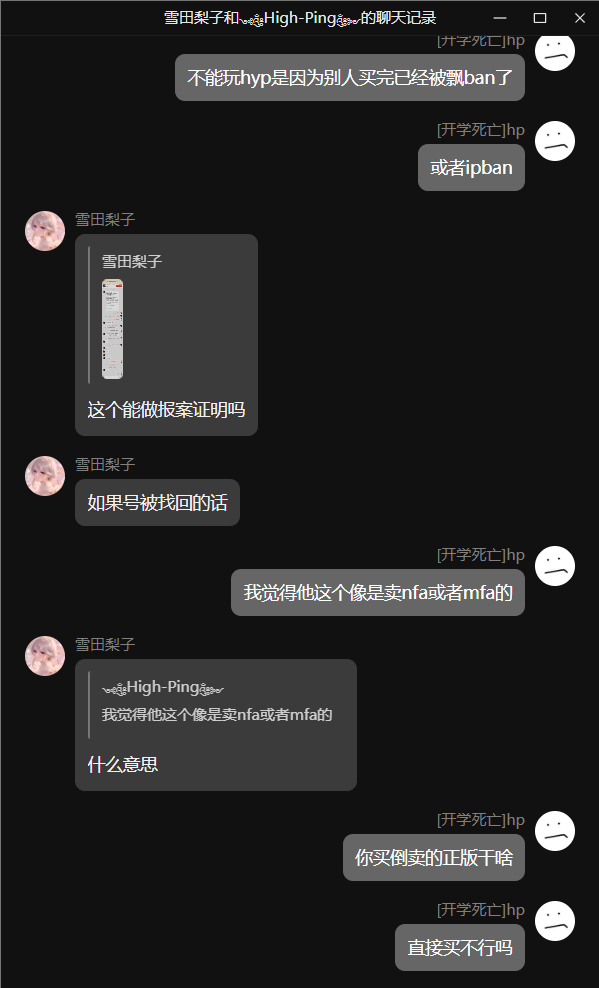 雪田梨子和৻ꪆHigh-Pingৎ的聊天记录
[开学死亡]hp
不能玩hyp是因为别人买完已经被飘ban了
[开学死亡]hp
或者ipban
雪田梨子
雪田梨子
这个能做报案证明吗
雪田梨子
如果号被找回的话
[开学死亡]hp
我觉得他这个像是卖nfa或者mfa的
雪田梨子
High-Ping
我觉得他这个像是卖nfa或者mfa的
什么意思
[开学死亡]hp
你买倒卖的正版干啥
[开学死亡]hp
直接买不行吗